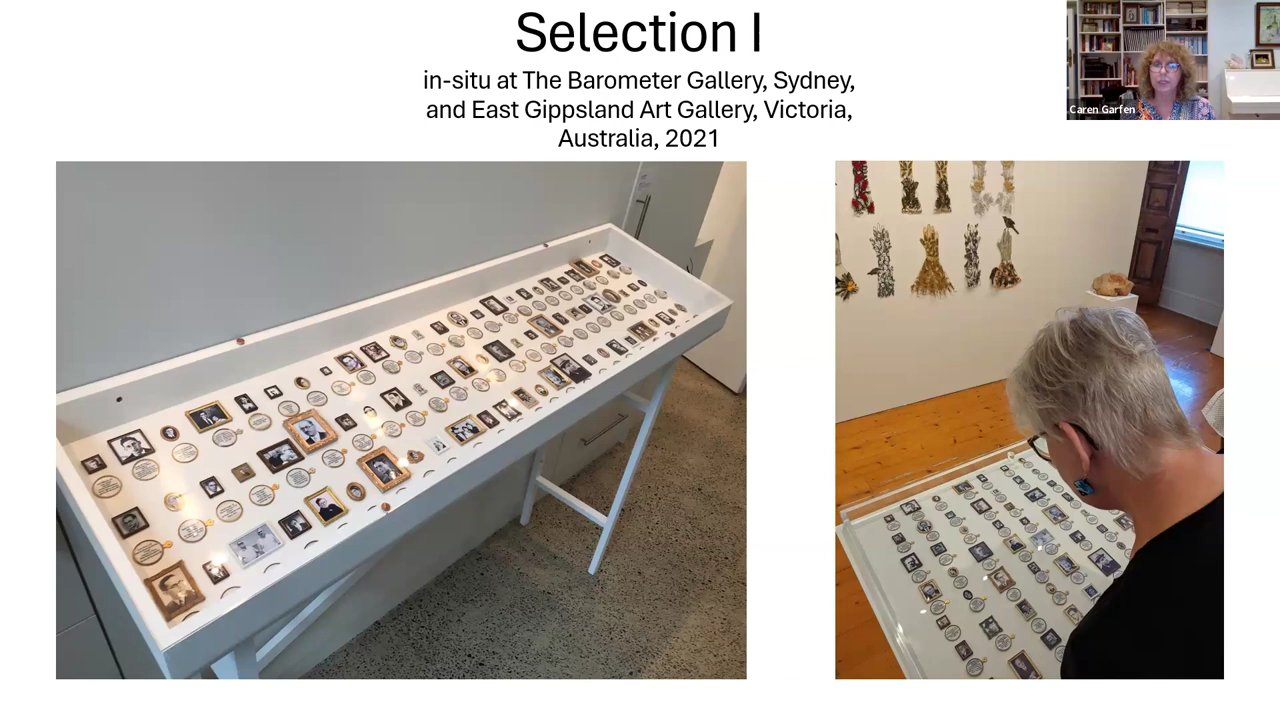 Selection I
in-situ at The Barometer Gallery, Sydney,
and East Gippsland Art Gallery, Victoria,
Australia, 2021
Caren Garfen